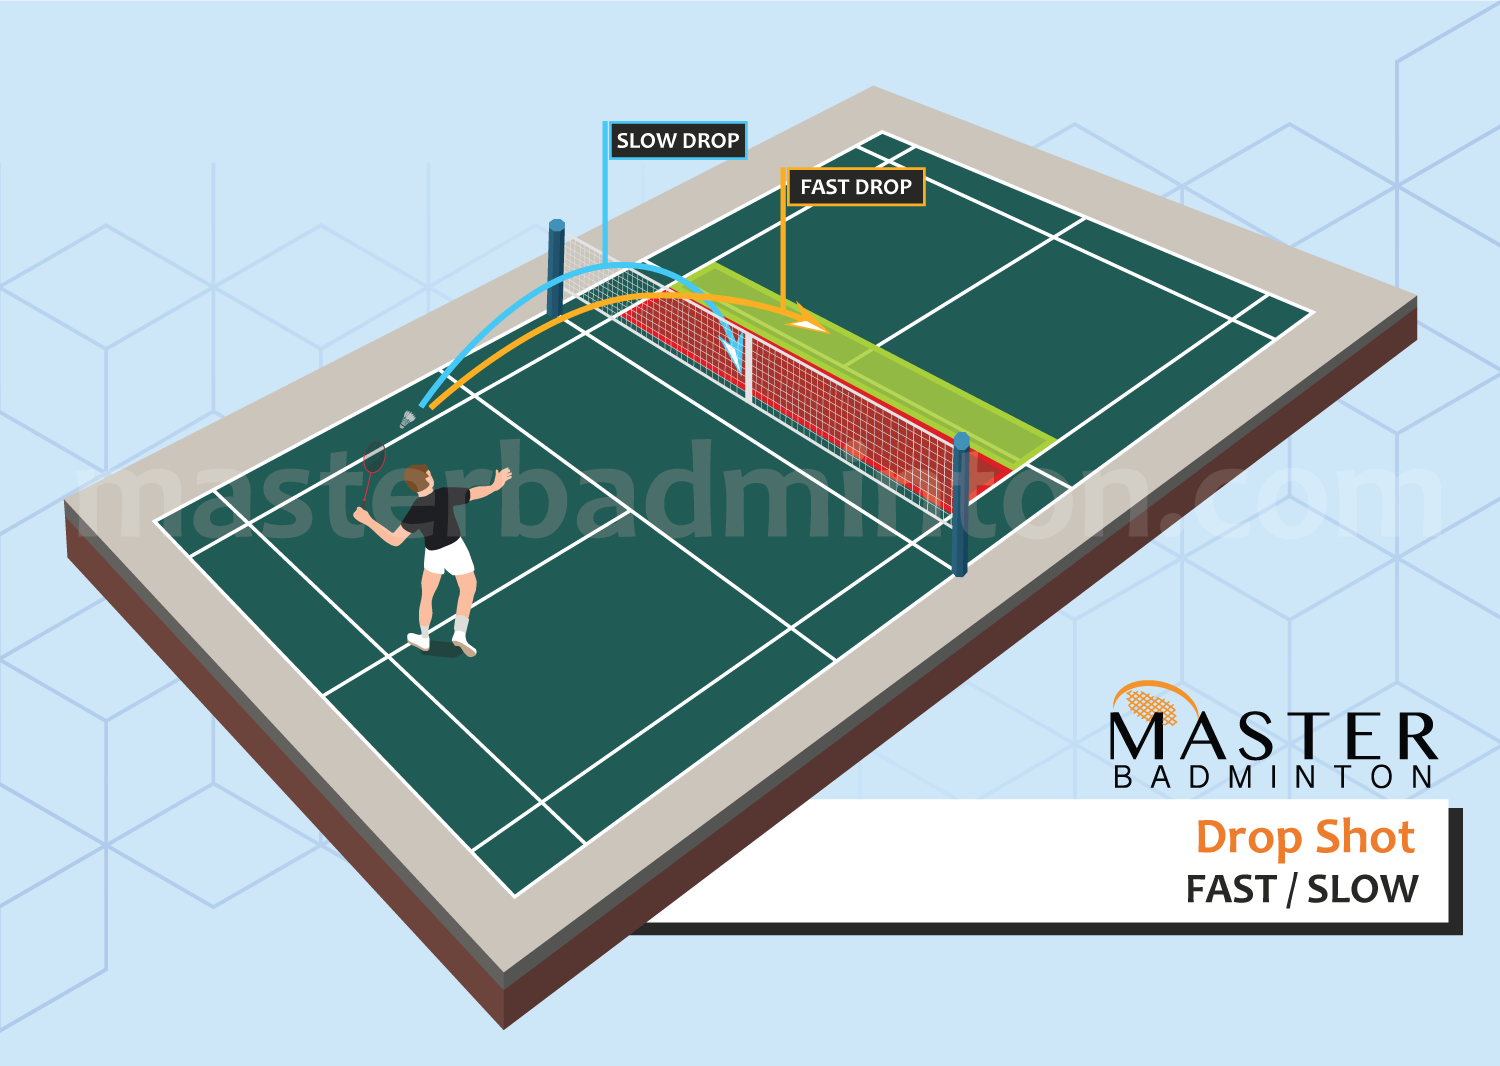 SLOW DROP
FAST DROP
masterbadminton.com
MASTER
BADMINTON
Drop Shot
FAST / SLOW